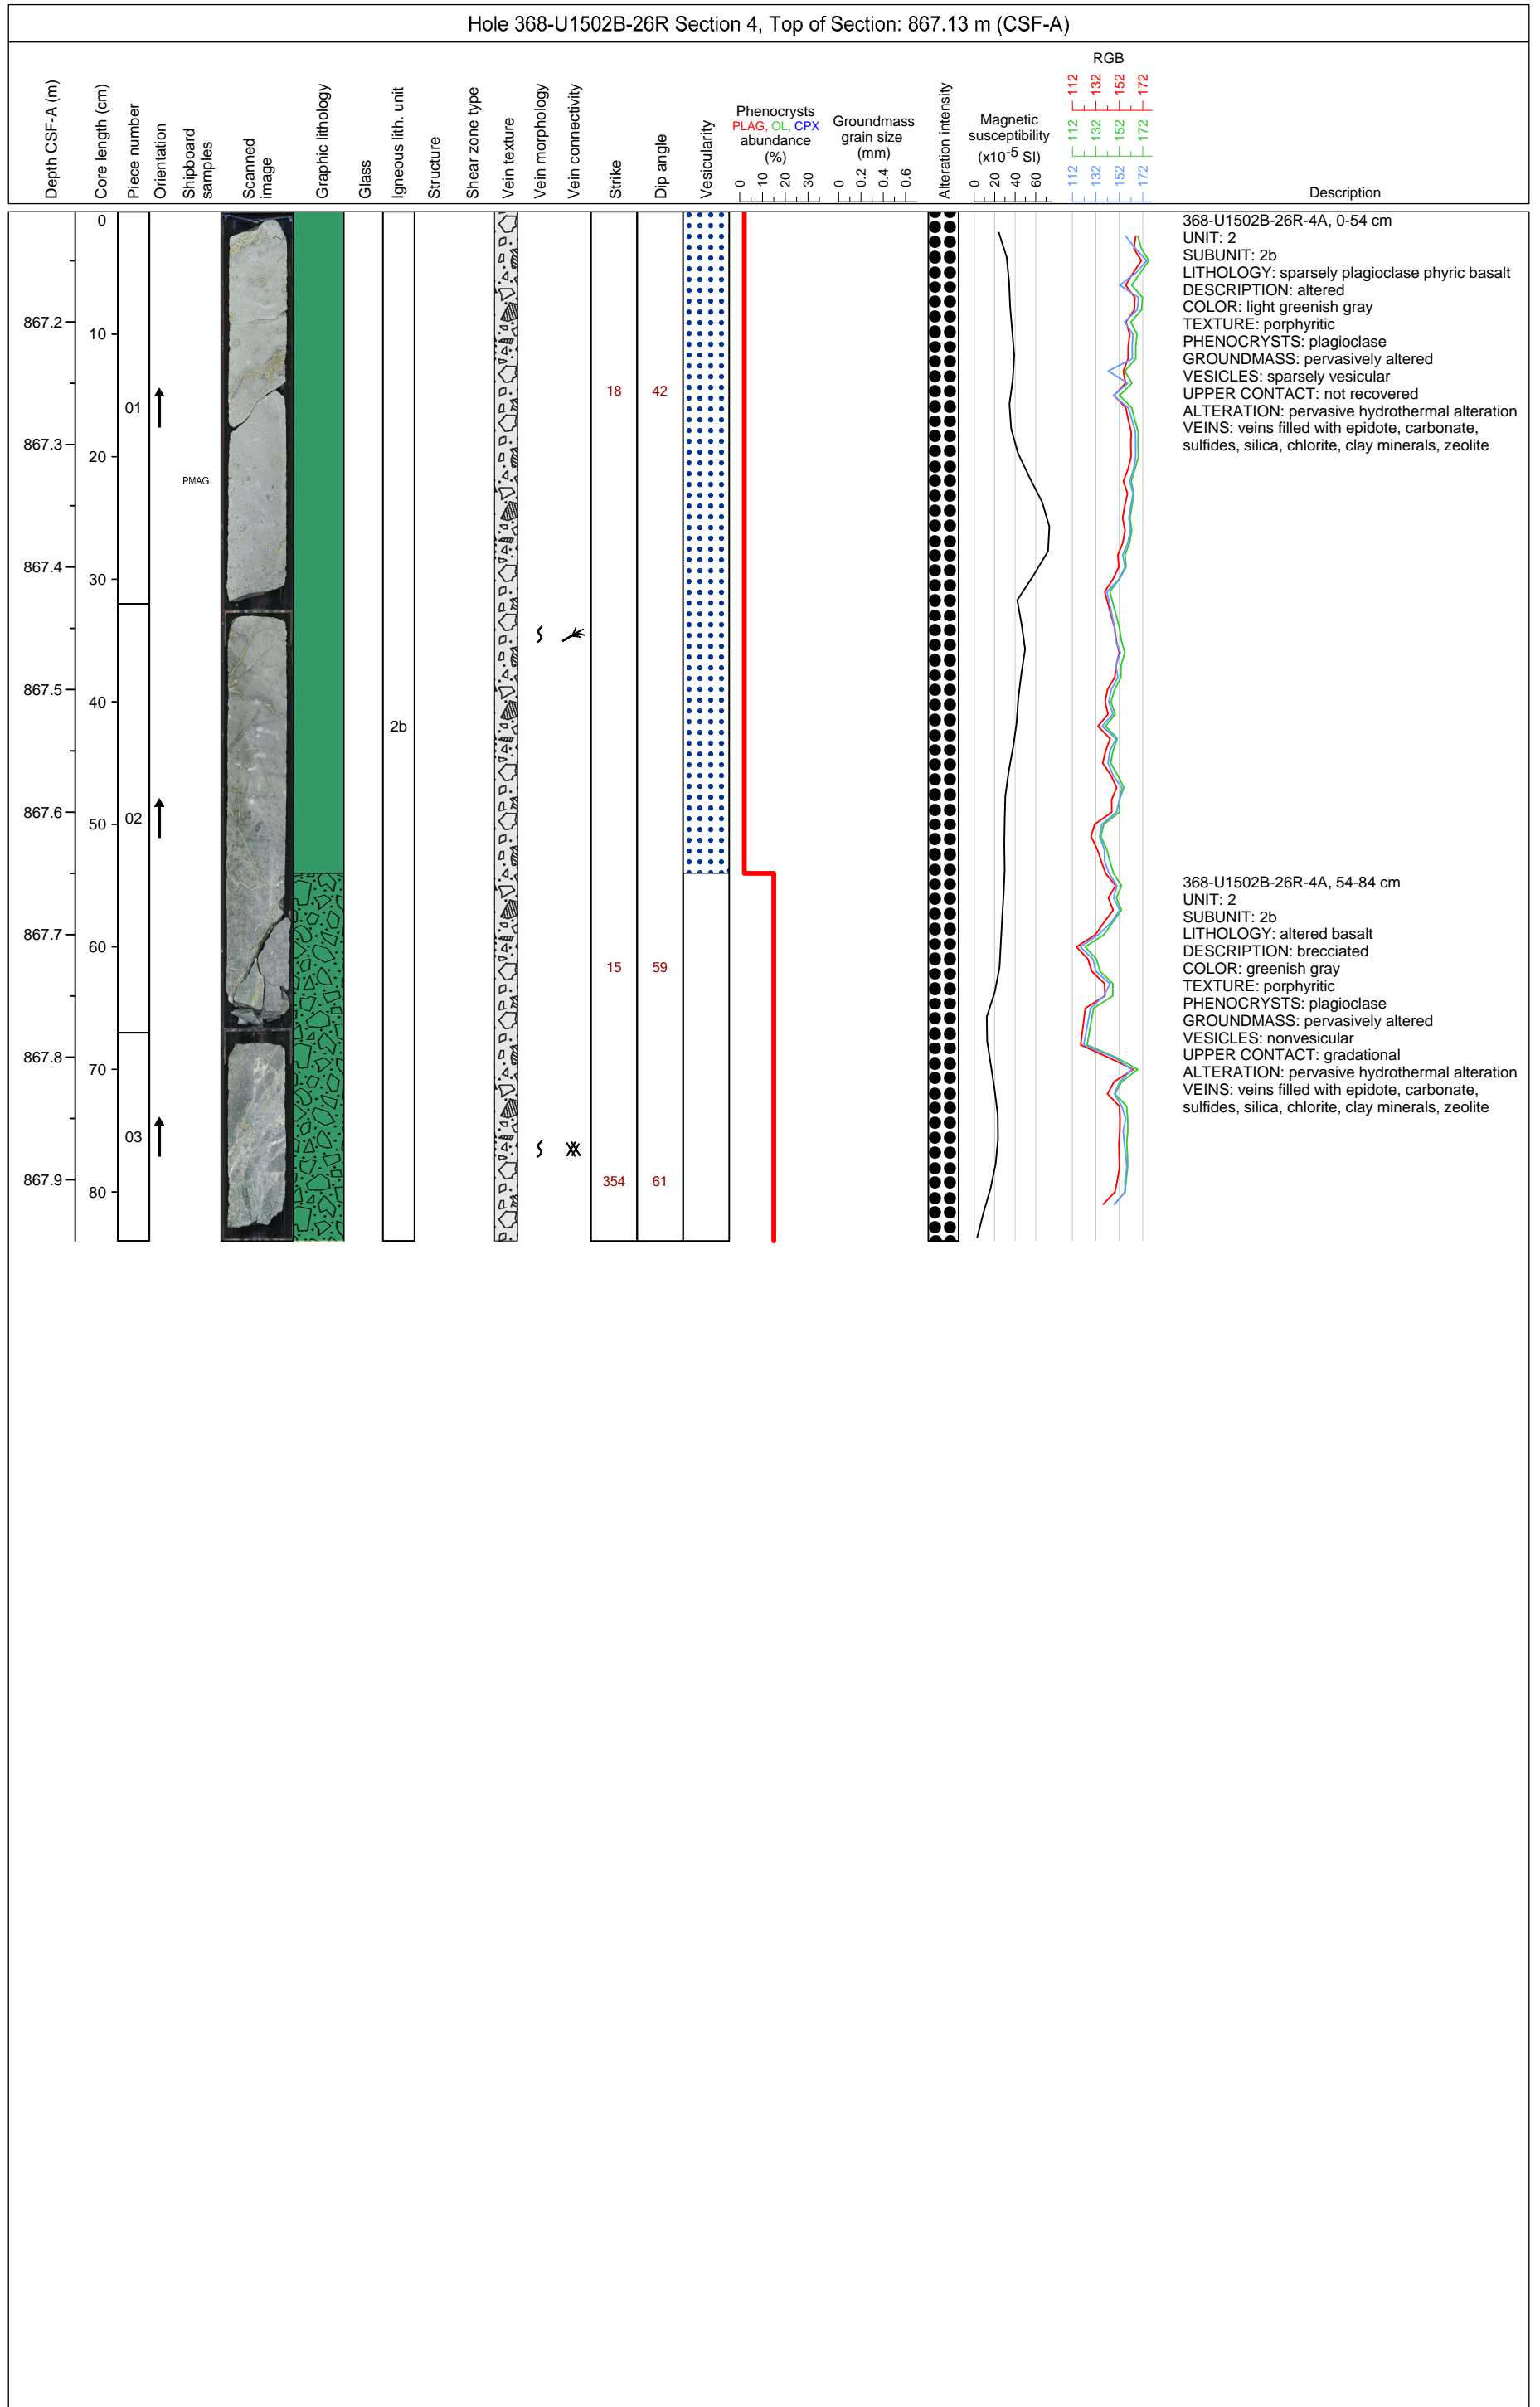 Hole 368-U1502B-26R Section 4, Top of Section: 867.13 m (CSF-A)
Depth CSF-A (m)
Core length (cm)
Piece number
Orientation
Shipboard
samples
Scanned
image
Graphic lithology
Glass
Igneous lith. unit
Structure
Shear zone type
Vein texture
Vein morphology
Vein connectivity
Strike
Dip angle
Vesicularity
Phenocrysts
PLAG, OL, CPX
abundance
(%)
0 10 20 30
Groundmass
grain size
(mm)
0 0.2 0.4 0.6
Alteration intensity
Magnetic
susceptibility
(x10-5 SI)
0 20 40 60
RGB
112 132 152 172
112 132 152 172
112 132 152 172
Description
867.2
867.3
867.4
867.5
867.6
867.7
867.8
867.9
0
10
20
30
40
50
60
70
80
01
02
03
PMAG
2b
18 42
15 59
354 61
368-U1502B-26R-4A, 0-54 cm
UNIT: 2
SUBUNIT: 2b
LITHOLOGY: sparsely plagioclase phyric basalt
DESCRIPTION: altered
COLOR: light greenish gray
TEXTURE: porphyritic
PHENOCRYSTS: plagioclase
GROUNDMASS: pervasively altered
VESICLES: sparsely vesicular
UPPER CONTACT: not recovered
ALTERATION: pervasive hydrothermal alteration
VEINS: veins filled with epidote, carbonate,
sulfides, silica, chlorite, clay minerals, zeolite
368-U1502B-26R-4A, 54-84 cm
UNIT: 2
SUBUNIT: 2b
LITHOLOGY: altered basalt
DESCRIPTION: brecciated
COLOR: greenish gray
TEXTURE: porphyritic
PHENOCRYSTS: plagioclase
GROUNDMASS: pervasively altered
VESICLES: nonvesicular
UPPER CONTACT: gradational
ALTERATION: pervasive hydrothermal alteration
VEINS: veins filled with epidote, carbonate,
sulfides, silica, chlorite, clay minerals, zeolite